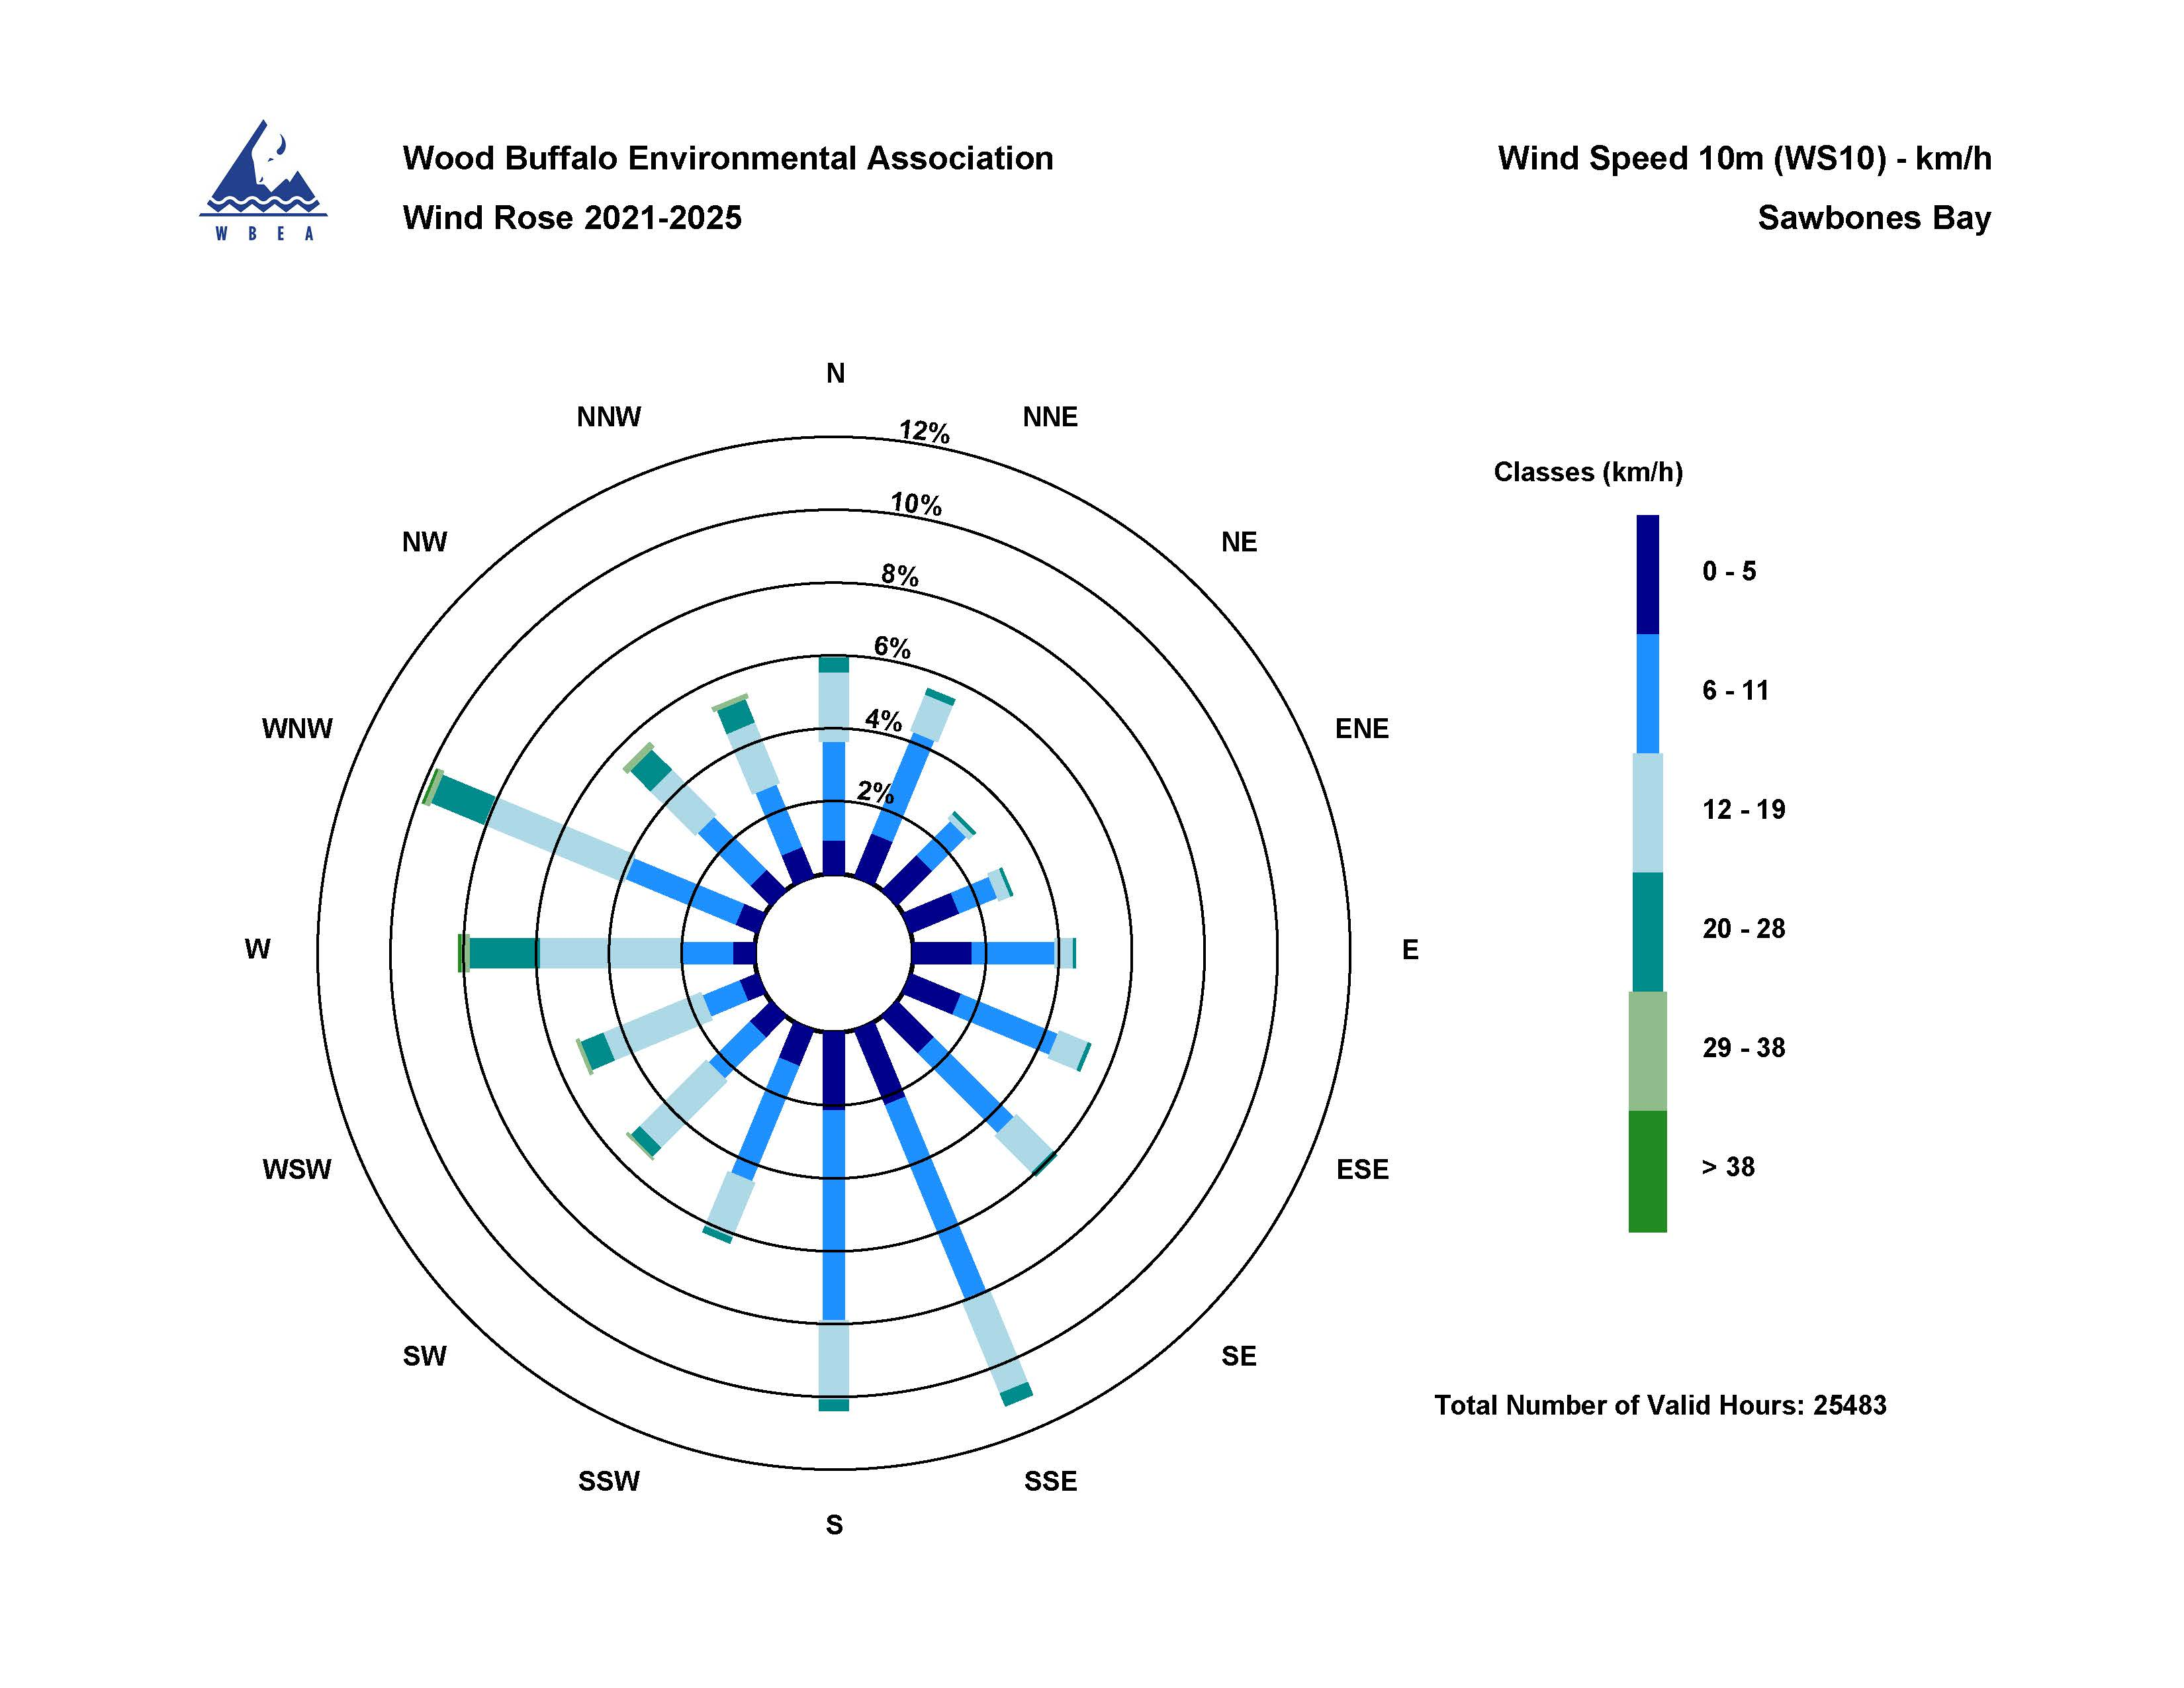 Wood Buffalo Environmental Association
Wind Speed 10m (WS10) - km/h
Wind Rose 2021-2025
Sawbones Bay
W B E A
N
NNW
NNE
12%
10%
NW
NE
8%
6%
WNW
4%
ENE
2%
W
E
WSW
ESE
SW
SE
SSW
SSE
S
Classes (km/h)
0 - 5
6 - 11
12 - 19
20 - 28
29 - 38
> 38
Total Number of Valid Hours: 25483